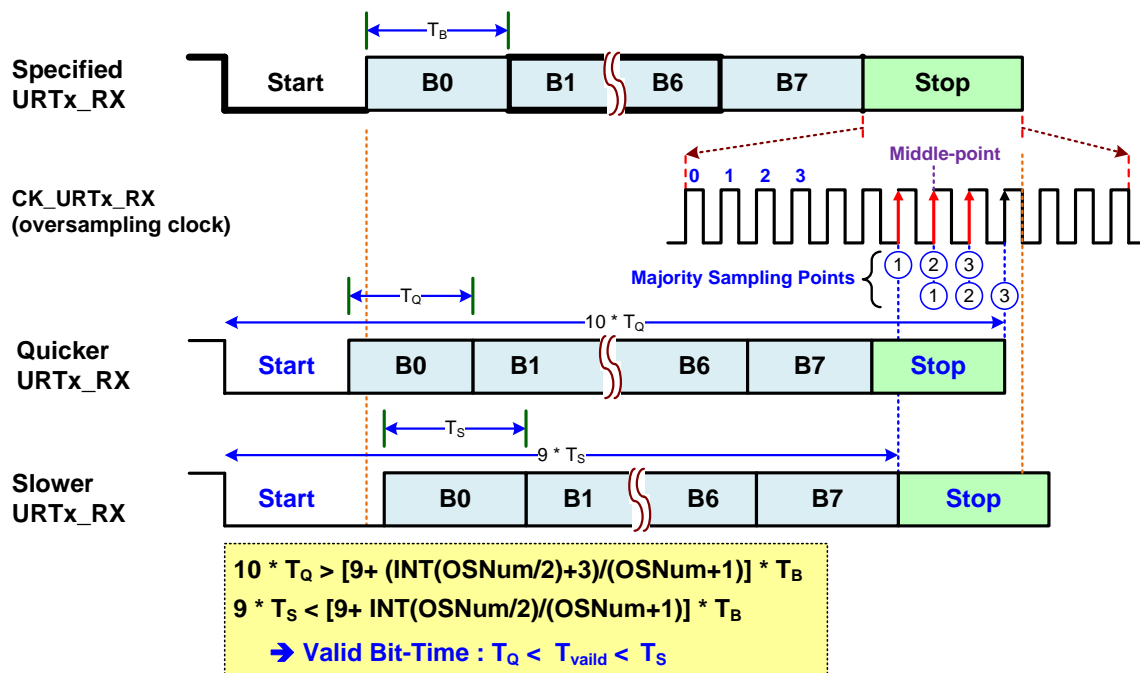 T_B
Specified
URTx_RX
Start B0 B1 B6 B7 Stop
Middle-point
0 1 2 3
CK_URTx_RX
(oversampling clock)
Majority Sampling Points 1 2 3
1 2 3
T_Q
10 * T_Q
Quicker
URTx_RX
Start B0 B1 B6 B7 Stop
T_S
9 * T_S
Slower
URTx_RX
Start B0 B1 B6 B7 Stop
10 * T_Q > [9+ (INT(OSNum/2)+3)/(OSNum+1)] * T_B
9 * T_S < [9+ INT(OSNum/2)/(OSNum+1)] * T_B
➔ Valid Bit-Time : T_Q < T_vaild < T_S